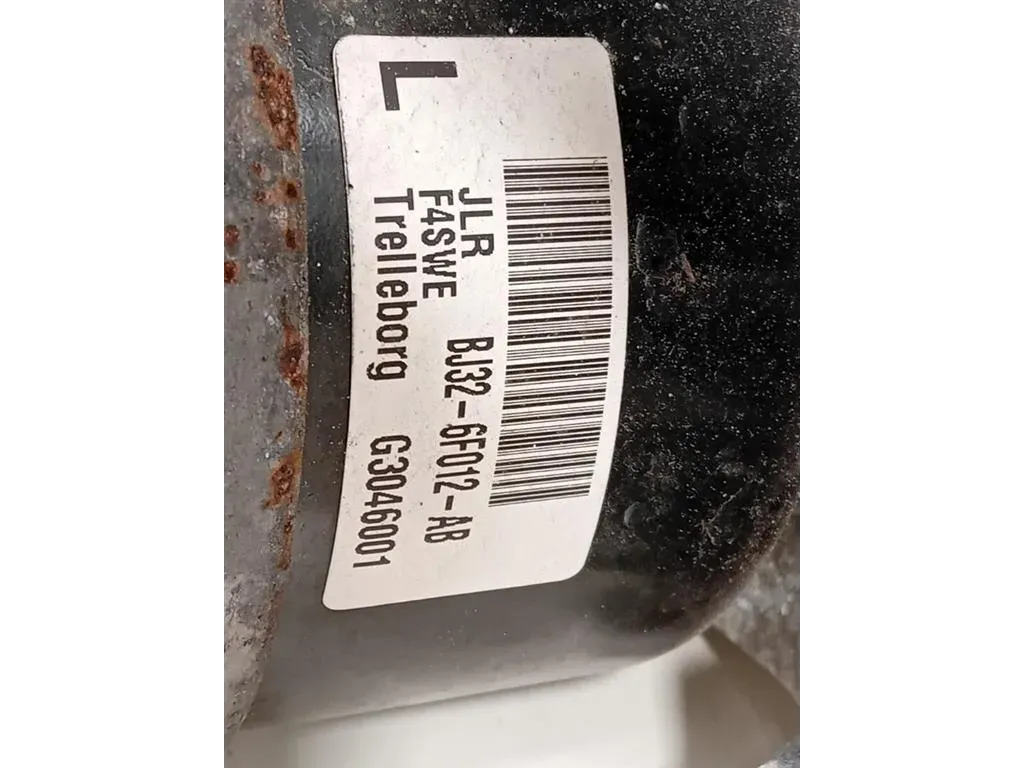 L
JLR BJ32-6F012-AB
F4SWE
Trelleborg G3046001